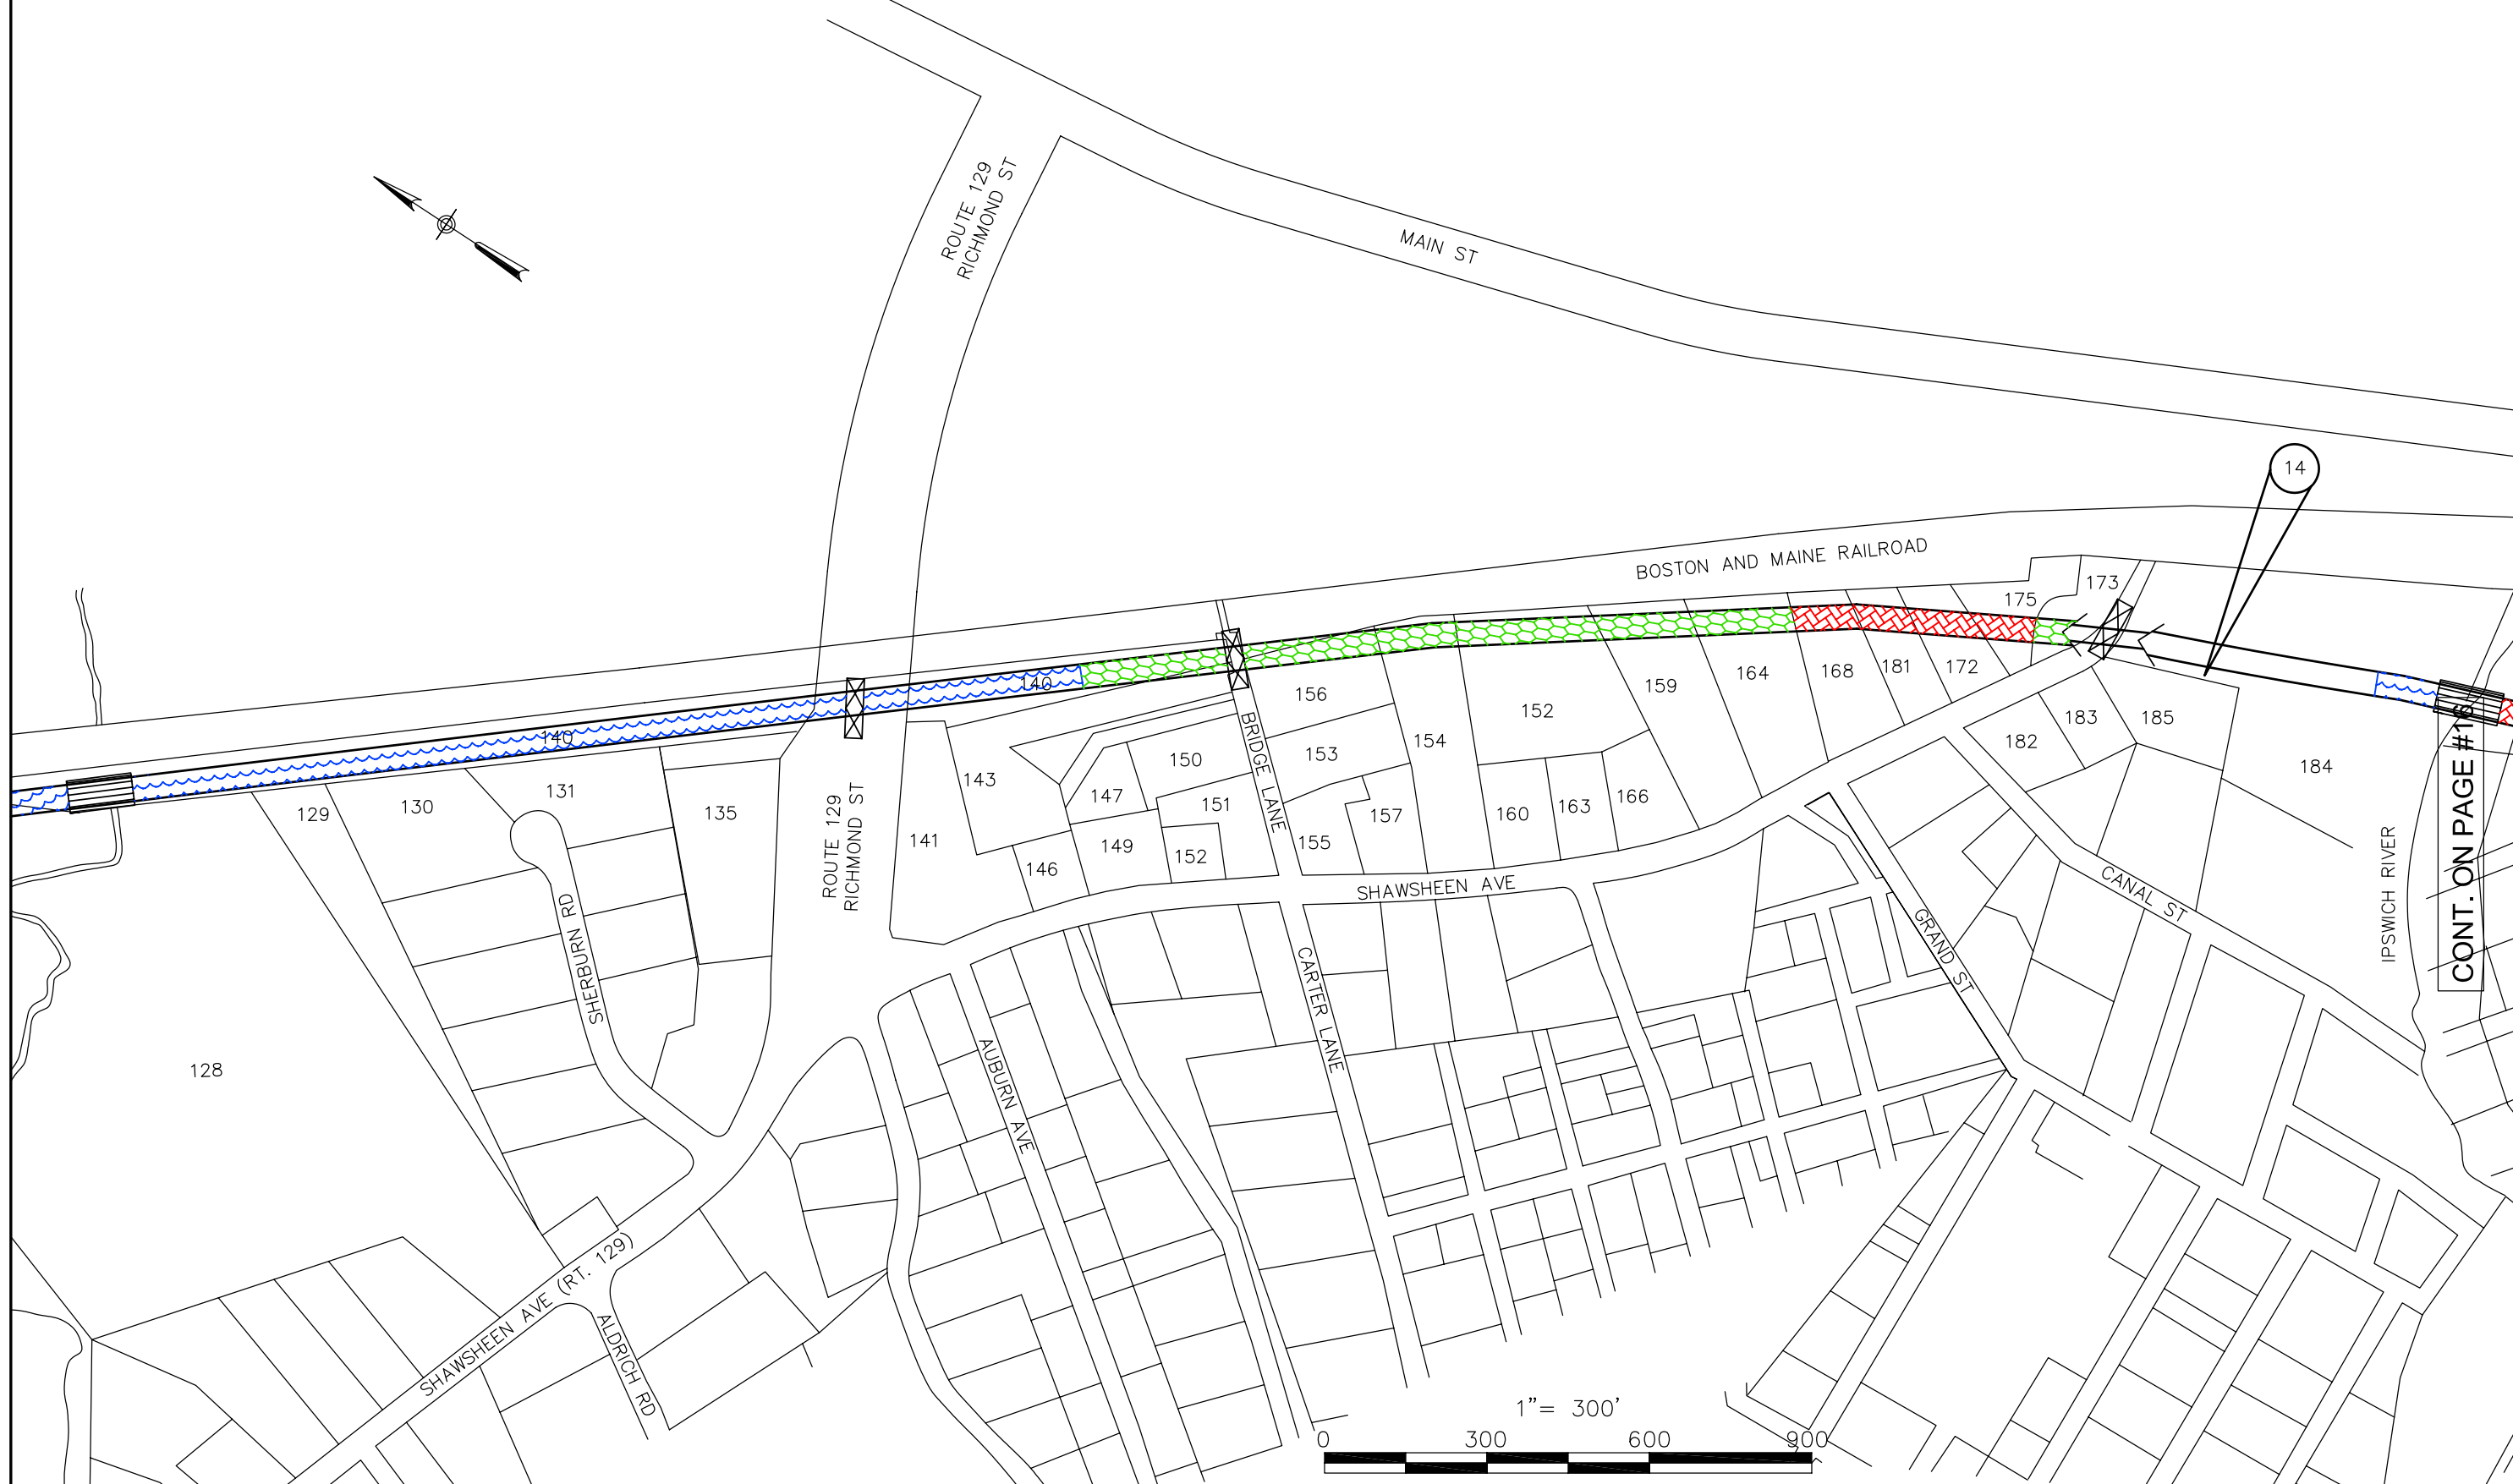 ROUTE 129
RICHMOND ST
MAIN ST
14
BOSTON AND MAINE RAILROAD
173
175
140
140
156
164
168
181
172
159
152
154
153
150
143
147
151
157
160
163
166
182
183
185
184
129
130
131
135
ROUTE 129
RICHMOND ST
141
146
149
152
155
BRIDGE LANE
SHAWSHEEN AVE
CANAL ST
GRAND ST
IPSWICH RIVER
CONT. ON PAGE #16
SHERBURN RD
CARTER LANE
AUBURN AVE
128
SHAWSHEEN AVE (RT. 129)
ALDRICH RD
1"= 300'
0 300 600 900